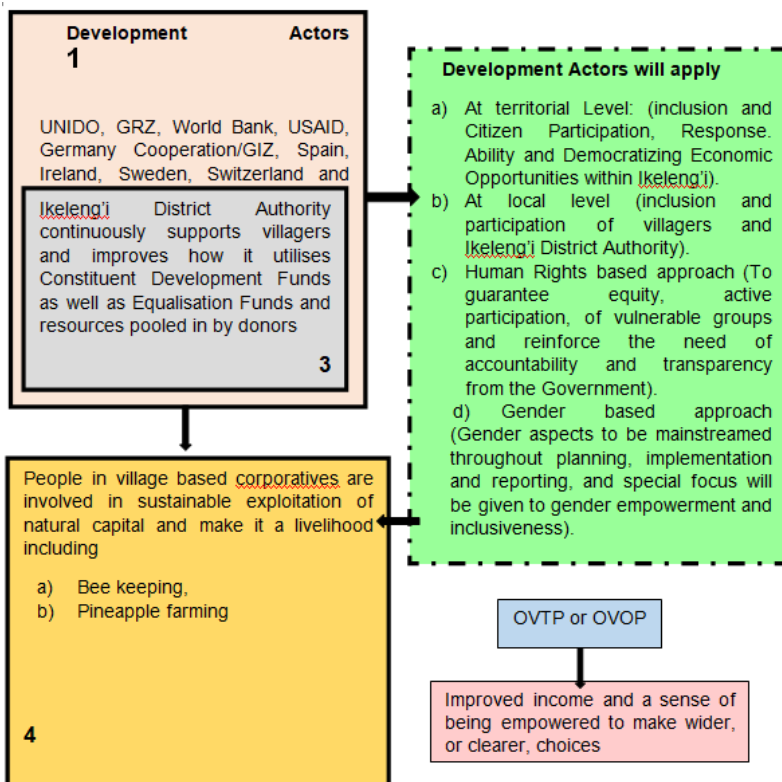 Development Actors
1
UNIDO, GRZ, World Bank, USAID,
Germany Cooperation/GIZ, Spain,
Ireland, Sweden, Switzerland and
Ikeleng’i District Authority
continuously supports villagers
and improves how it utilises
Constituent Development Funds
as well as Equalisation Funds and
resources pooled in by donors
3
Development Actors will apply
a) At territorial Level: (inclusion and
Citizen Participation, Response.
Ability and Democratizing Economic
Opportunities within Ikeleng’i).
b) At local level (inclusion and
participation of villagers and
Ikeleng’i District Authority).
c) Human Rights based approach (To
guarantee equity, active
participation, of vulnerable groups
and reinforce the need of
accountability and transparency
from the Government).
d) Gender based approach
(Gender aspects to be mainstreamed
throughout planning, implementation
and reporting, and special focus will
be given to gender empowerment and
inclusiveness).
People in village based corporatives are
involved in sustainable exploitation of
natural capital and make it a livelihood
including
a) Bee keeping,
b) Pineapple farming
4
OVTP or OVOP
Improved income and a sense of
being empowered to make wider,
or clearer, choices